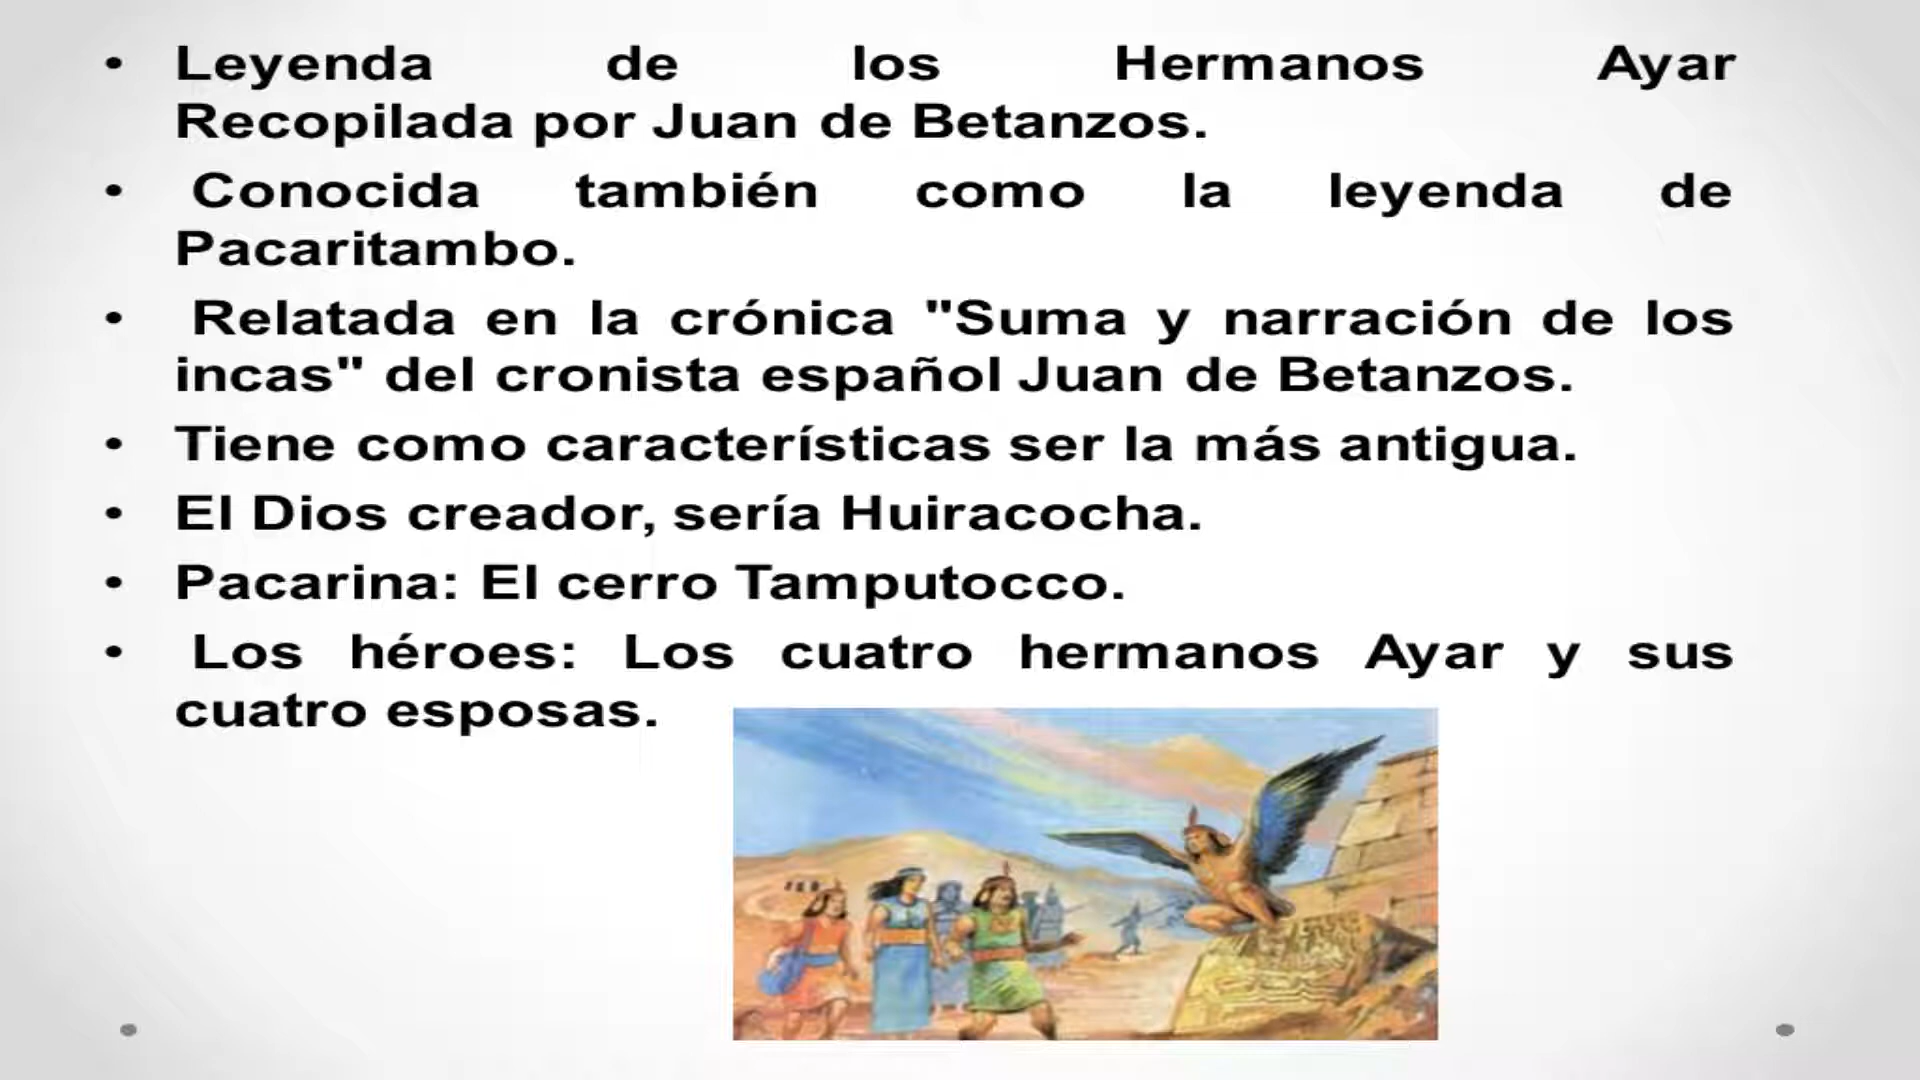 • Leyenda de los Hermanos Ayar
Recopilada por Juan de Betanzos.
• Conocida también como la leyenda de
Pacaritambo.
• Relatada en la crónica "Suma y narración de los
incas" del cronista español Juan de Betanzos.
• Tiene como características ser la más antigua.
• El Dios creador, sería Huiracocha.
• Pacarina: El cerro Tamputocco.
• Los héroes: Los cuatro hermanos Ayar y sus
cuatro esposas.